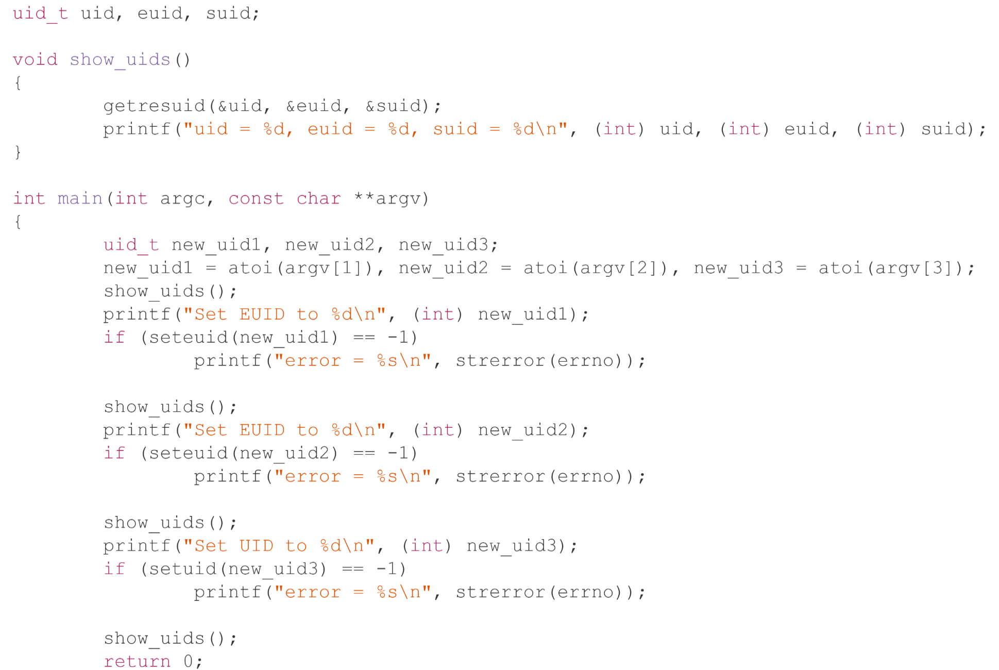 uid_t uid, euid, suid;
void show_uids()
{
getresuid(&uid, &euid, &suid);
printf("uid = %d, euid = %d, suid = %d\n", (int) uid, (int) euid, (int) suid);
}
int main(int argc, const char **argv)
{
uid_t new_uid1, new_uid2, new_uid3;
new_uid1 = atoi(argv[1]), new_uid2 = atoi(argv[2]), new_uid3 = atoi(argv[3]);
show_uids();
printf("Set EUID to %d\n", (int) new_uid1);
if (seteuid(new_uid1) == -1)
printf("error = %s\n", strerror(errno));
show_uids();
printf("Set EUID to %d\n", (int) new_uid2);
if (seteuid(new_uid2) == -1)
printf("error = %s\n", strerror(errno));
show_uids();
printf("Set UID to %d\n", (int) new_uid3);
if (setuid(new_uid3) == -1)
printf("error = %s\n", strerror(errno));
show_uids();
return 0;